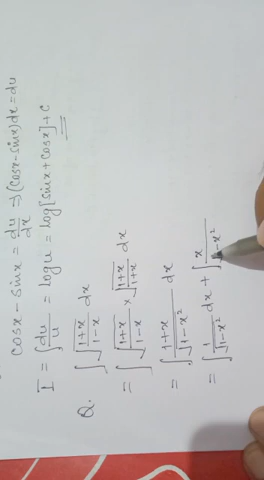 cosx - sinx = du/dx ⇒ (cosx - sinx) dx = du
I = ∫ du/u = log u = log[sinx + cosx] + C
Q. ∫ √(1+x)/√(1-x) dx
= ∫ √(1+x)/√(1-x) × √(1+x)/√(1+x) dx
= ∫ (1+x)/√(1-x²) dx
= ∫ 1/√(1-x²) dx + ∫ x/√(1-x²)